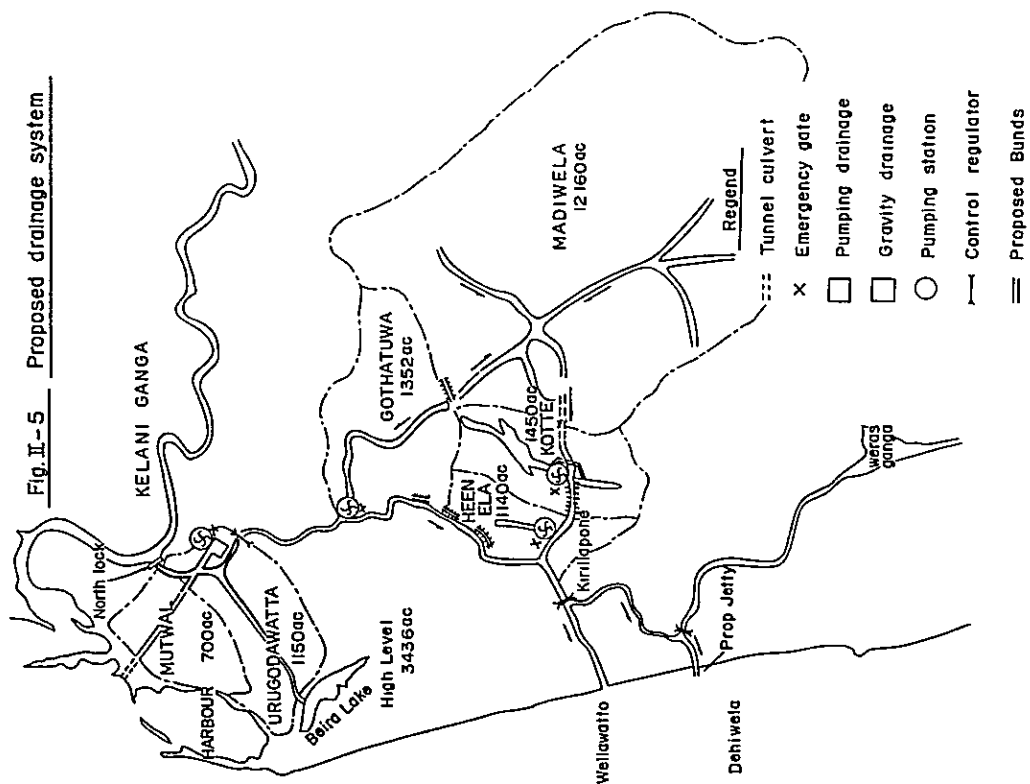 Fig. II-5 Proposed drainage system
KELANI GANGA
North lock
MUTWAL
700ac
HARBOUR
URUGODAWATTA
1150ac
Beira Lake
High Level
3436ac
GOTHATUWA
1352ac
MADIWELA
12160ac
HEEN
ELA
1140ac
1450ac
KOTTE
Kirillapone
Wellawatto
Dehiwela
Prop Jetty
weras
ganga
Regend
Tunnel culvert
Emergency gate
Pumping drainage
Gravity drainage
Pumping station
Control regulator
Proposed Bunds